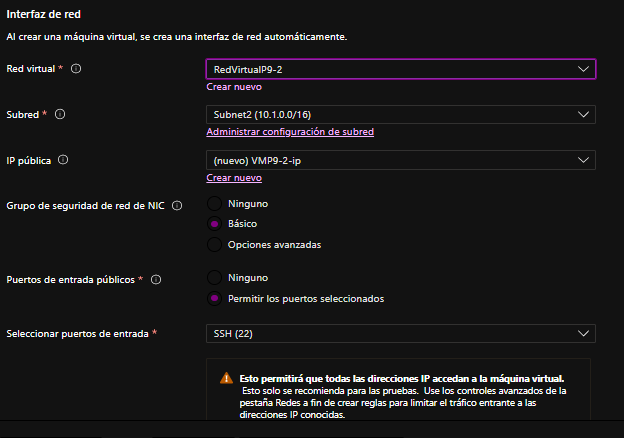 Interfaz de red
Al crear una máquina virtual, se crea una interfaz de red automáticamente.
Red virtual * RedVirtualP9-2
Crear nuevo
Subred * Subnet2 (10.1.0.0/16)
Administrar configuración de subred
IP pública (nuevo) VMP9-2-ip
Crear nuevo
Grupo de seguridad de red de NIC Ninguno
Básico
Opciones avanzadas
Puertos de entrada públicos * Ninguno
Permitir los puertos seleccionados
Seleccionar puertos de entrada * SSH (22)
Esto permitirá que todas las direcciones IP accedan a la máquina virtual.
Esto solo se recomienda para las pruebas. Use los controles avanzados de la
pestaña Redes a fin de crear reglas para limitar el tráfico entrante a las
direcciones IP conocidas.